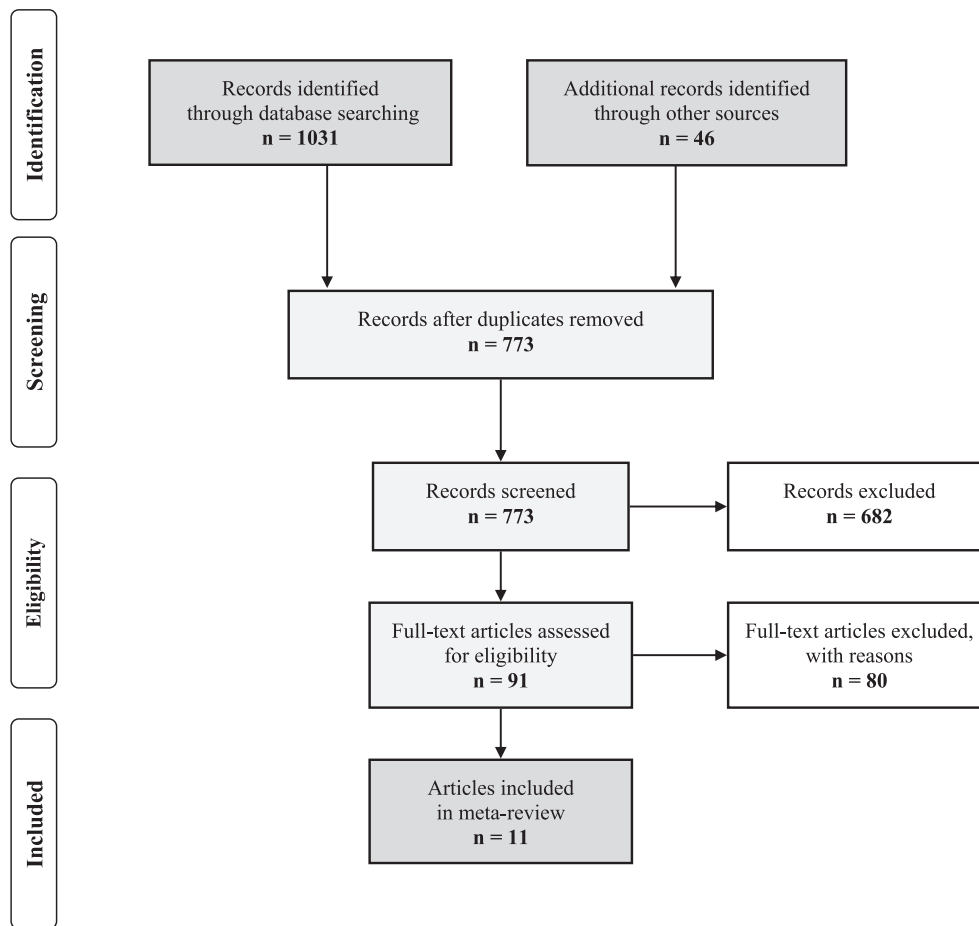 Identification
Records identified
through database searching
n = 1031
Additional records identified
through other sources
n = 46
Screening
Records after duplicates removed
n = 773
Eligibility
Records screened
n = 773
Records excluded
n = 682
Full-text articles assessed
for eligibility
n = 91
Full-text articles excluded,
with reasons
n = 80
Included
Articles included
in meta-review
n = 11